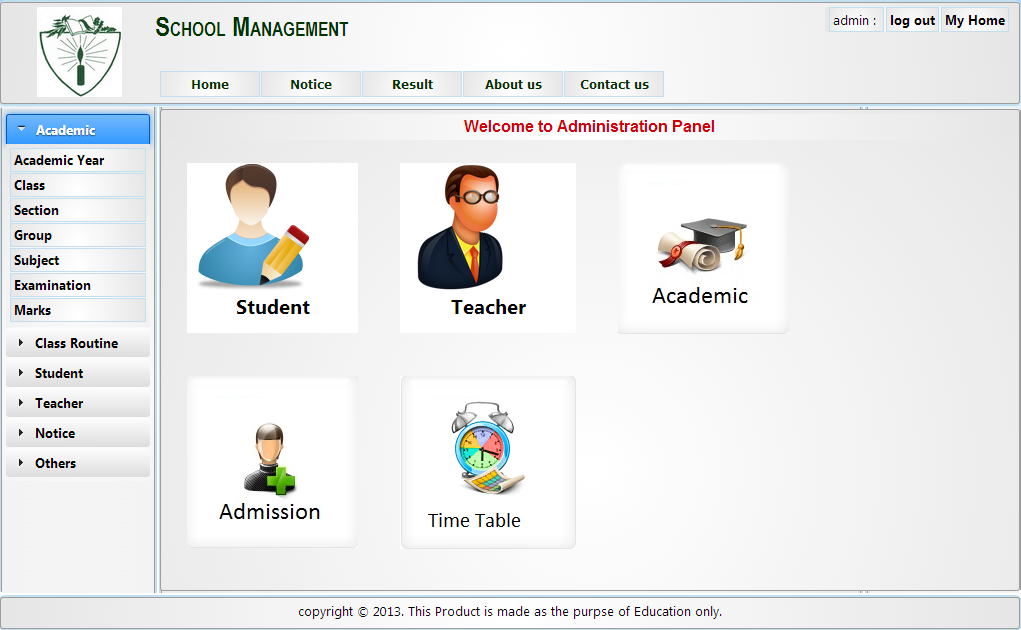 School Management
admin : log out My Home
Home Notice Result About us Contact us
Academic
Academic Year
Class
Section
Group
Subject
Examination
Marks
Class Routine
Student
Teacher
Notice
Others
Welcome to Administration Panel
Student Teacher Academic
Admission Time Table
copyright © 2013. This Product is made as the purpse of Education only.